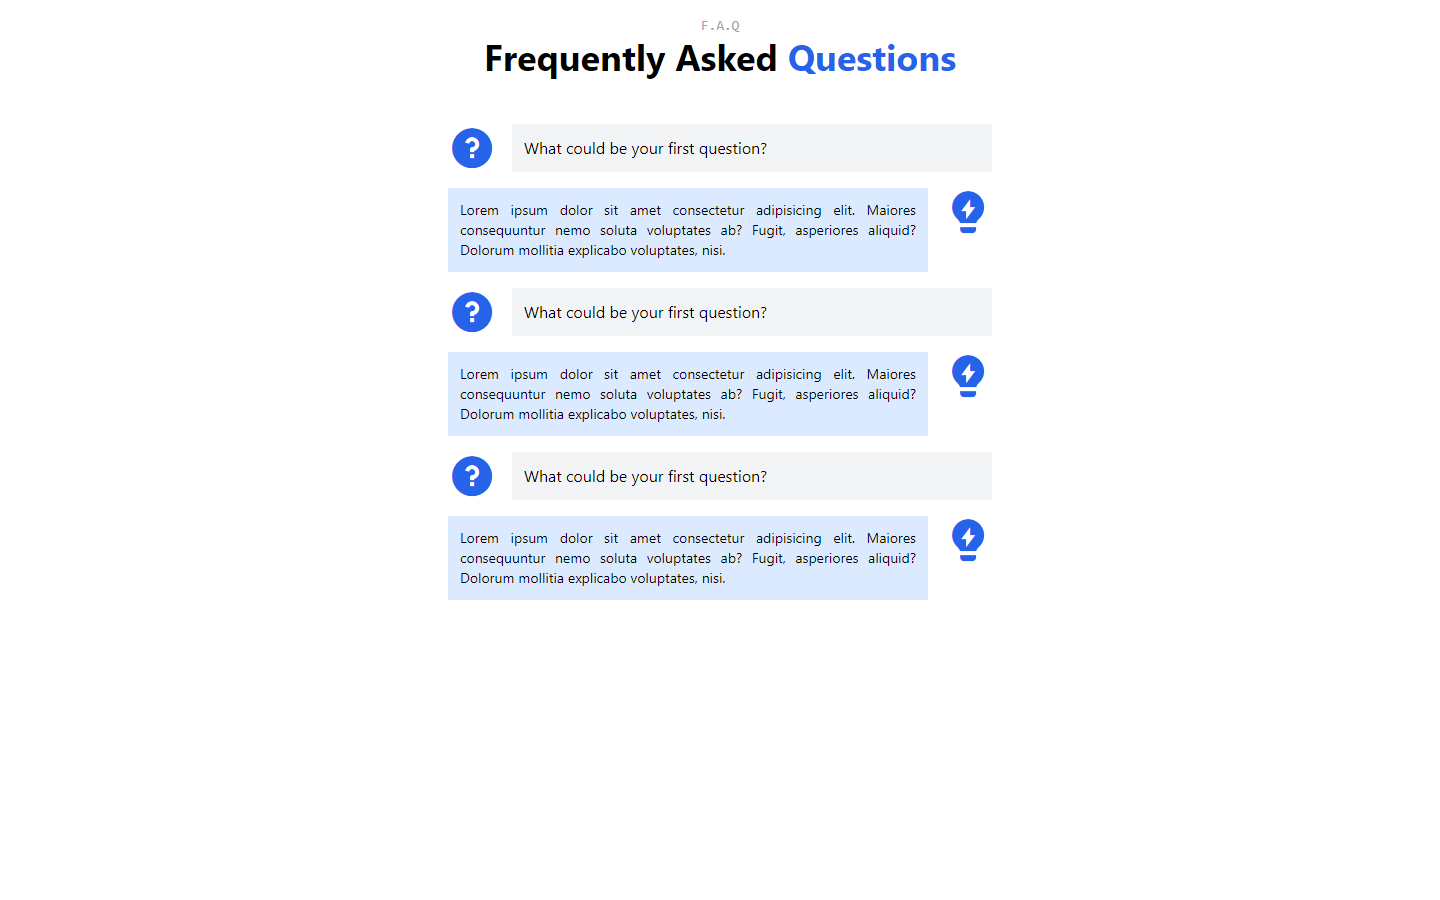 F.A.Q
Frequently Asked Questions
?
What could be your first question?
Lorem ipsum dolor sit amet consectetur adipisicing elit. Maiores
consequuntur nemo soluta voluptates ab? Fugit, asperiores aliquid?
Dolorum mollitia explicabo voluptates, nisi.
?
What could be your first question?
Lorem ipsum dolor sit amet consectetur adipisicing elit. Maiores
consequuntur nemo soluta voluptates ab? Fugit, asperiores aliquid?
Dolorum mollitia explicabo voluptates, nisi.
?
What could be your first question?
Lorem ipsum dolor sit amet consectetur adipisicing elit. Maiores
consequuntur nemo soluta voluptates ab? Fugit, asperiores aliquid?
Dolorum mollitia explicabo voluptates, nisi.